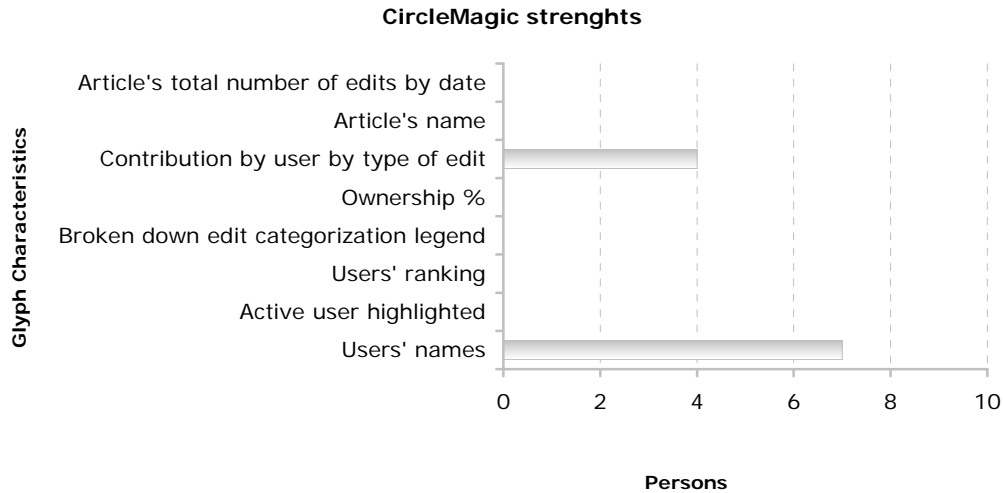 CircleMagic strenghts
Glyph Characteristics
Article's total number of edits by date
Article's name
Contribution by user by type of edit
Ownership %
Broken down edit categorization legend
Users' ranking
Active user highlighted
Users' names
0 2 4 6 8 10
Persons